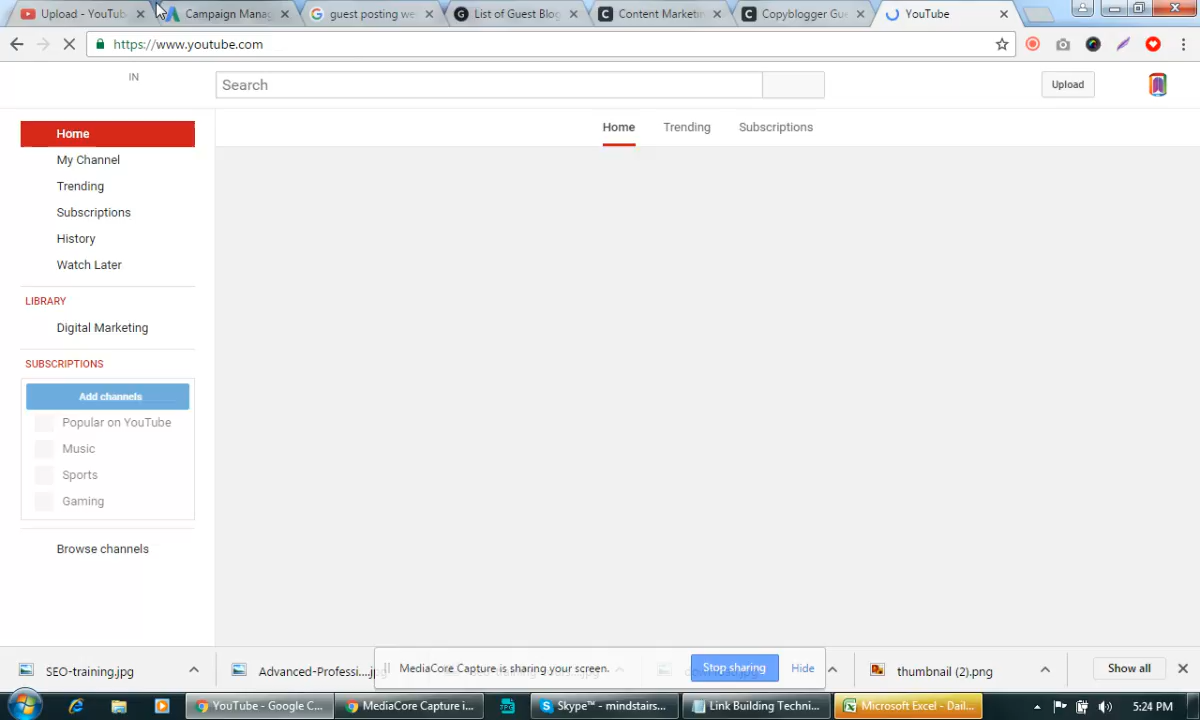 Upload - YouTub
Campaign Manag
guest posting we
List of Guest Blog
Content Marketin
Copyblogger Gue
YouTube
https://www.youtube.com
IN
Search
Upload
Home
Trending
Subscriptions
Home
My Channel
Trending
Subscriptions
History
Watch Later
LIBRARY
Digital Marketing
SUBSCRIPTIONS
Add channels
Popular on YouTube
Music
Sports
Gaming
Browse channels
SEO-training.jpg
Advanced-Professi....jpg
MediaCore Capture is sharing your screen.
Stop sharing
Hide
thumbnail (2).png
Show all
YouTube - Google C...
MediaCore Capture i...
Skype™ - mindstairs...
Link Building Techni...
Microsoft Excel - Dail...
5:24 PM